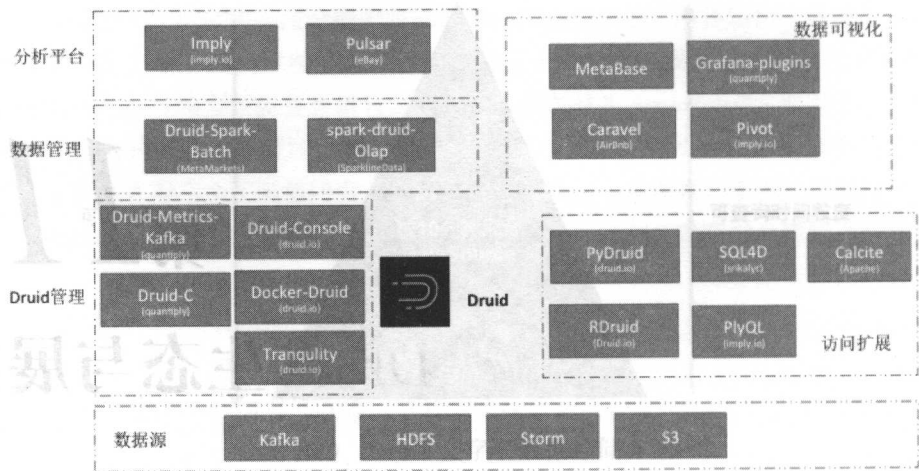 分析平台
Imply
(imply.io)
Pulsar
(eBay)
数据可视化
MetaBase
Grafana-plugins
(quantiply)
Caravel
(AirBnb)
Pivot
(imply.io)
数据管理
Druid-Spark-
Batch
(MetaMarkets)
spark-druid-
Olap
(SparklineData)
Druid管理
Druid-Metrics-
Kafka
(quantiply)
Druid-Console
(druid.io)
Druid-C
(quantiply)
Docker-Druid
(druid.io)
Tranqulity
(druid.io)
Druid
PyDruid
(druid.io)
SQL4D
(srikalyc)
Calcite
(Apache)
RDruid
(Druid.io)
PlyQL
(imply.io)
访问扩展
数据源
Kafka
HDFS
Storm
S3